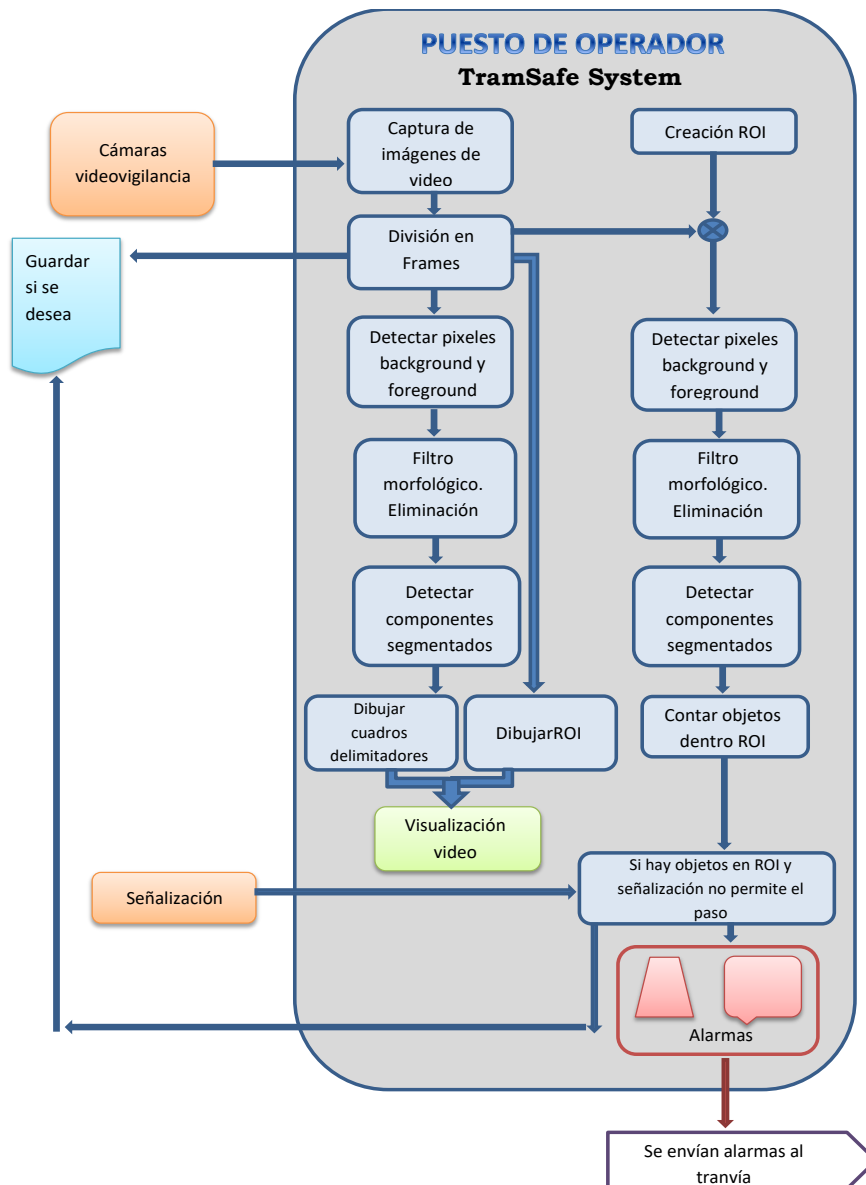 PUESTO DE OPERADOR
TramSafe System
Cámaras
videovigilancia
Captura de
imágenes de
video
Creación ROI
Guardar
si se
desea
División en
Frames
Detectar pixeles
background y
foreground
Detectar pixeles
background y
foreground
Filtro
morfológico.
Eliminación
Filtro
morfológico.
Eliminación
Detectar
componentes
segmentados
Detectar
componentes
segmentados
Dibujar
cuadros
delimitadores
DibujarROI
Contar objetos
dentro ROI
Visualización
video
Señalización
Si hay objetos en ROI y
señalización no permite el
paso
Alarmas
Se envían alarmas al
tranvía